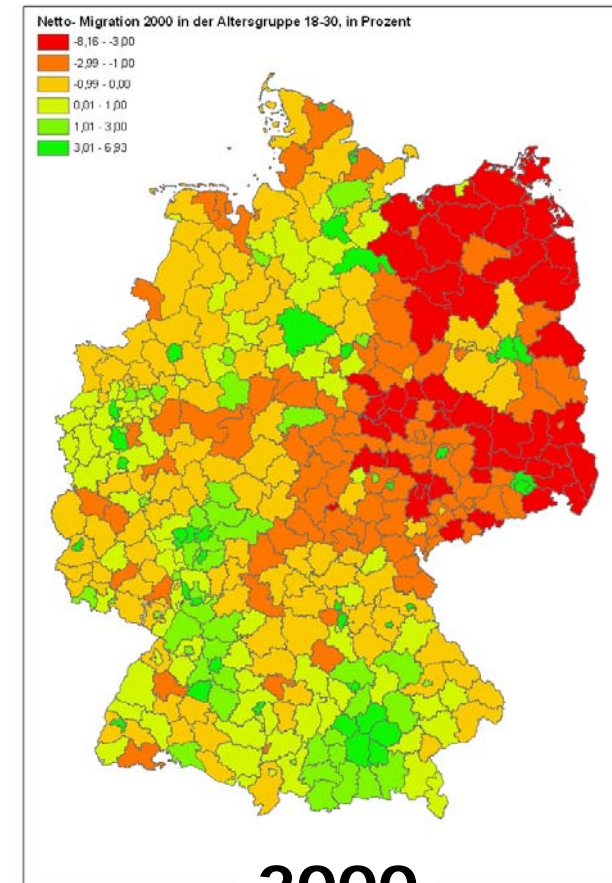 Netto- Migration 2000 in der Altersgruppe 18-30, in Prozent
-8,16 - -3,00
-2,99 - -1,00
-0,99 - 0,00
0,01 - 1,00
1,01 - 3,00
3,01 - 6,93
2000